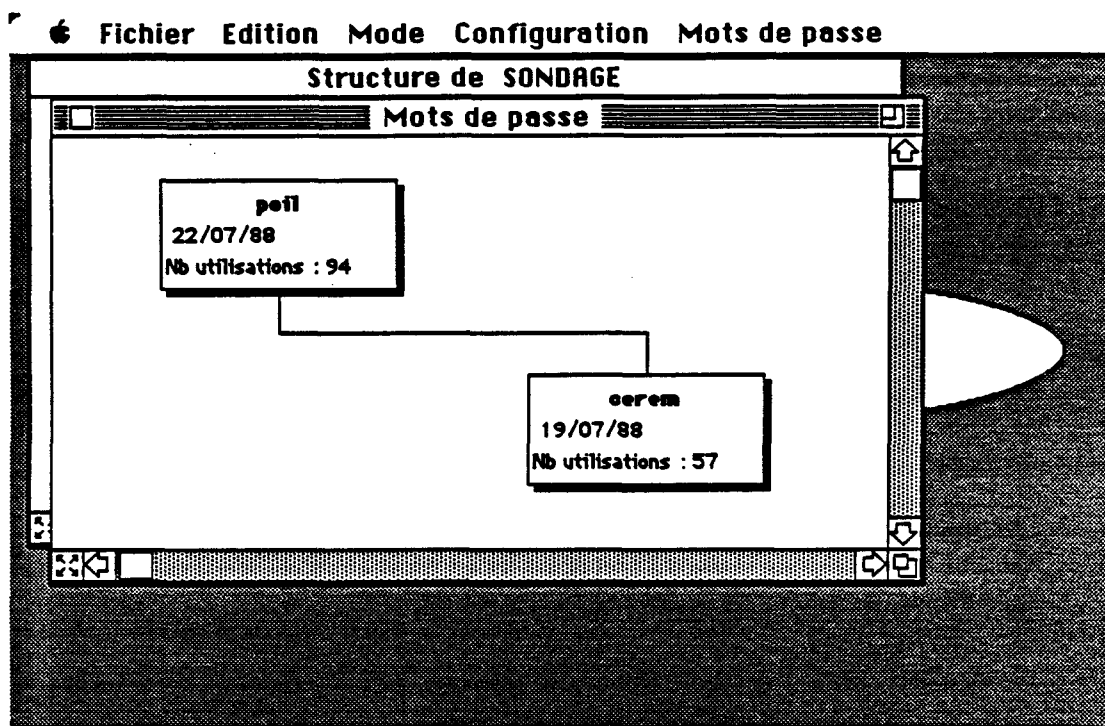 Fichier Edition Mode Configuration Mots de passe
Structure de SONDAGE
Mots de passe
poil
22/07/88
Nb utilisations : 94
cerem
19/07/88
Nb utilisations : 57